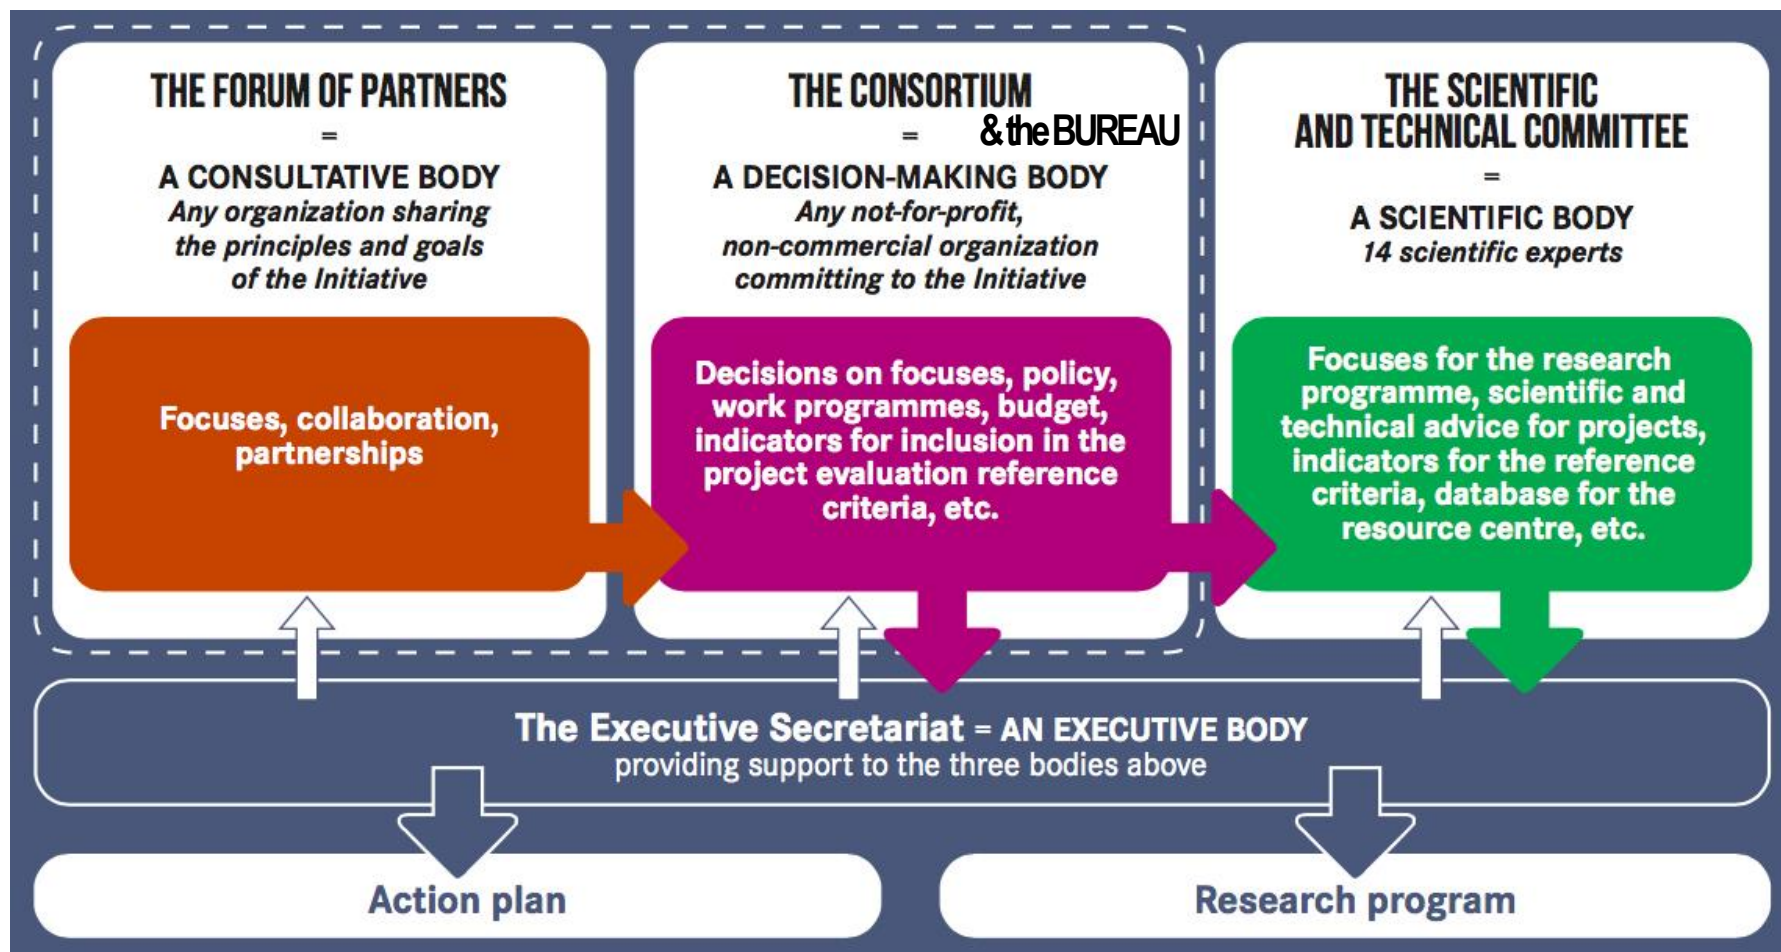 THE FORUM OF PARTNERS
=
A CONSULTATIVE BODY
Any organization sharing
the principles and goals
of the Initiative
Focuses, collaboration,
partnerships
THE CONSORTIUM
& the BUREAU
=
A DECISION-MAKING BODY
Any not-for-profit,
non-commercial organization
committing to the Initiative
Decisions on focuses, policy,
work programmes, budget,
indicators for inclusion in the
project evaluation reference
criteria, etc.
THE SCIENTIFIC
AND TECHNICAL COMMITTEE
=
A SCIENTIFIC BODY
14 scientific experts
Focuses for the research
programme, scientific and
technical advice for projects,
indicators for the reference
criteria, database for the
resource centre, etc.
The Executive Secretariat = AN EXECUTIVE BODY
providing support to the three bodies above
Action plan
Research program